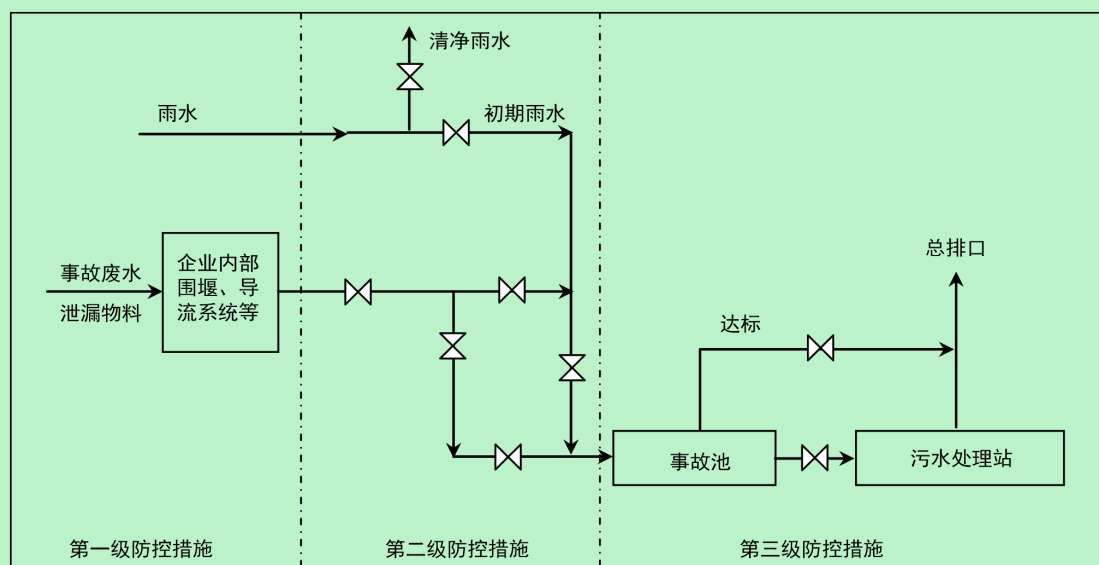 清净雨水
雨水
初期雨水
事故废水
泄漏物料
企业内部
围堰、导
流系统等
总排口
达标
事故池
污水处理站
第一级防控措施
第二级防控措施
第三级防控措施